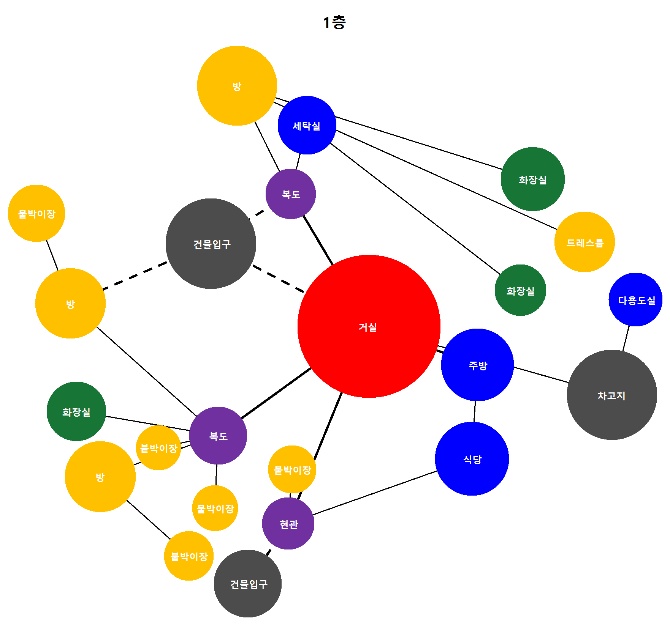 1층
방
세탁실
화장실
복도
붙박이장
건물입구
드레스룸
화장실
다용도실
방
거실
주방
차고지
화장실
복도
붙박이장
식당
붙박이장
방
붙박이장
현관
붙박이장
건물입구